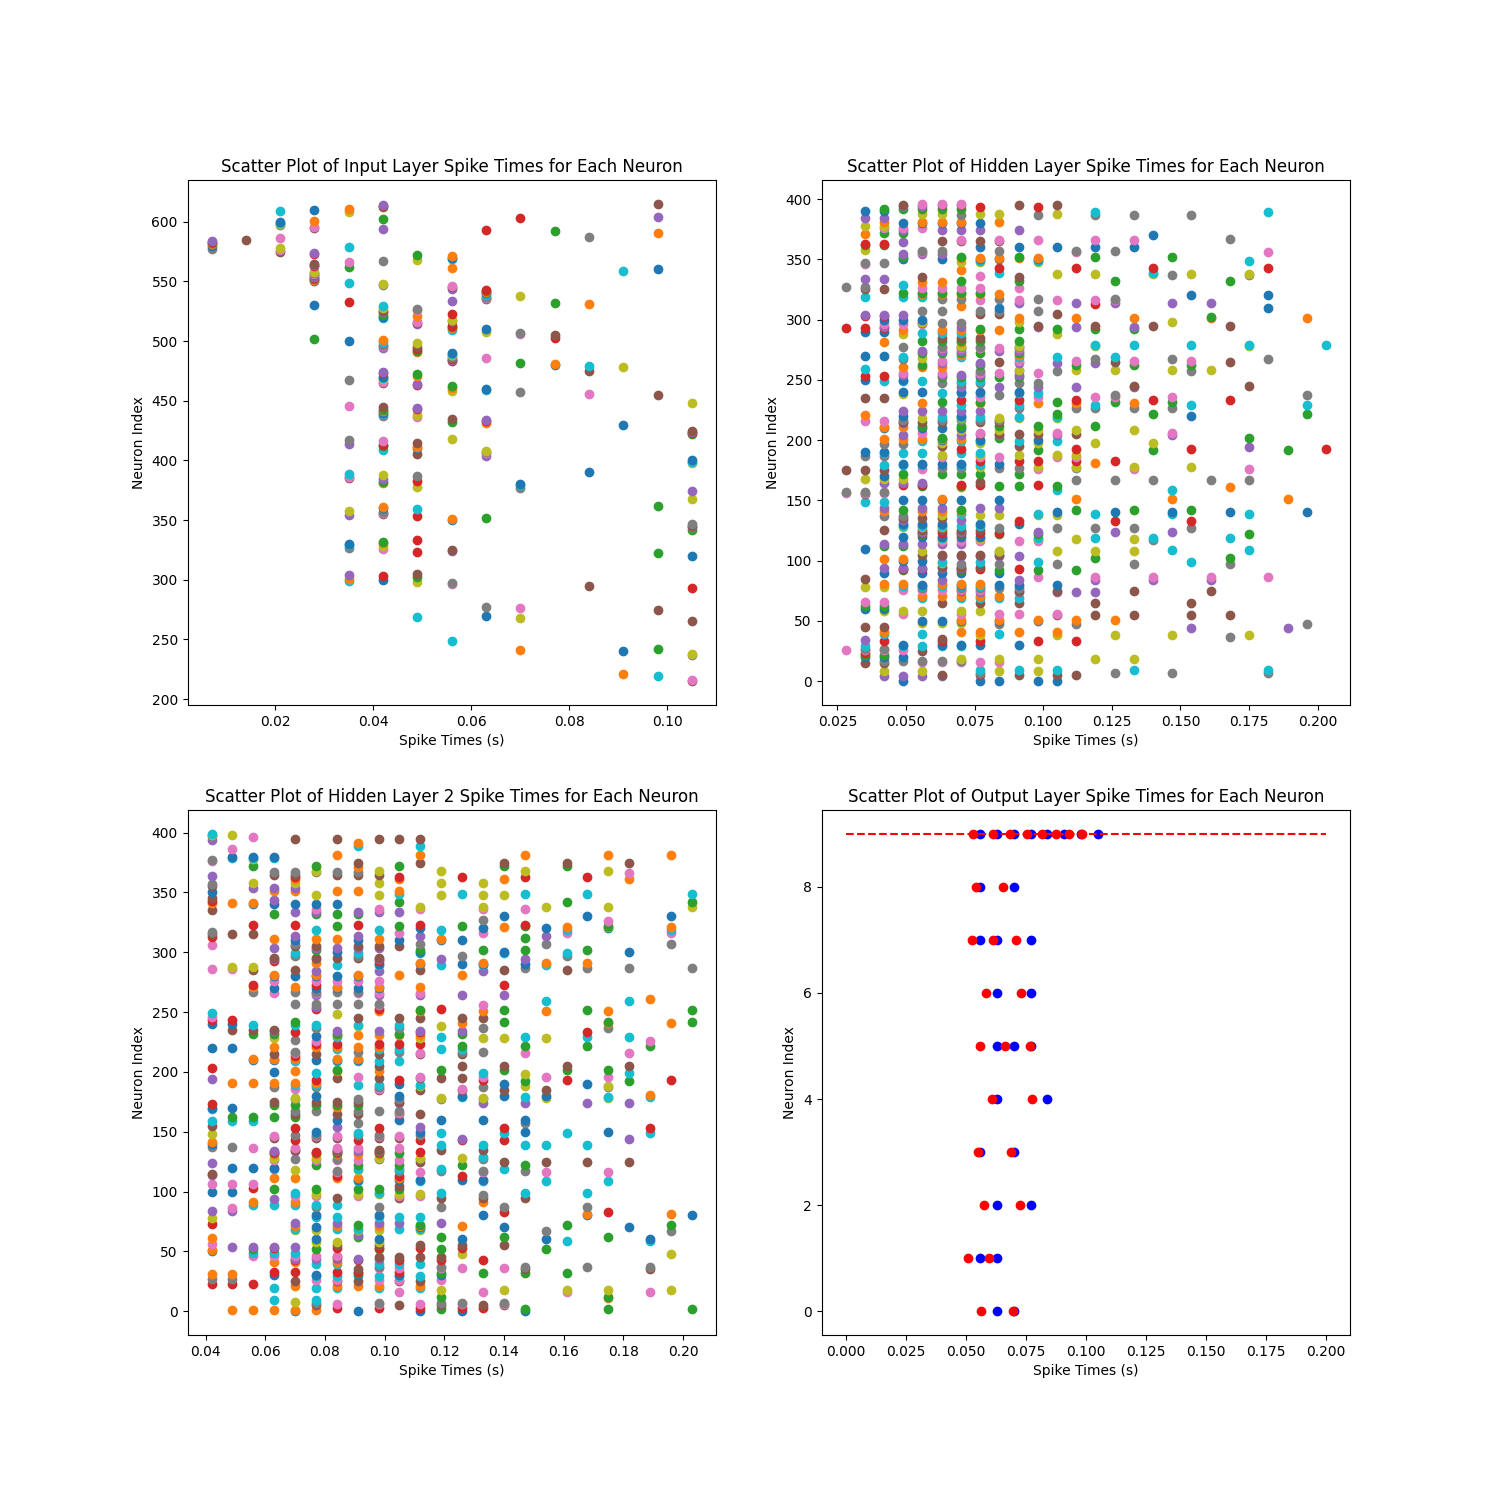 Scatter Plot of Input Layer Spike Times for Each Neuron
Neuron Index
600
550
500
450
400
350
300
250
200
0.02 0.04 0.06 0.08 0.10
Spike Times (s)
Scatter Plot of Hidden Layer Spike Times for Each Neuron
Neuron Index
400
350
300
250
200
150
100
50
0
0.025 0.050 0.075 0.100 0.125 0.150 0.175 0.200
Spike Times (s)
Scatter Plot of Hidden Layer 2 Spike Times for Each Neuron
Neuron Index
400
350
300
250
200
150
100
50
0
0.04 0.06 0.08 0.10 0.12 0.14 0.16 0.18 0.20
Spike Times (s)
Scatter Plot of Output Layer Spike Times for Each Neuron
Neuron Index
8
6
4
2
0
0.000 0.025 0.050 0.075 0.100 0.125 0.150 0.175 0.200
Spike Times (s)